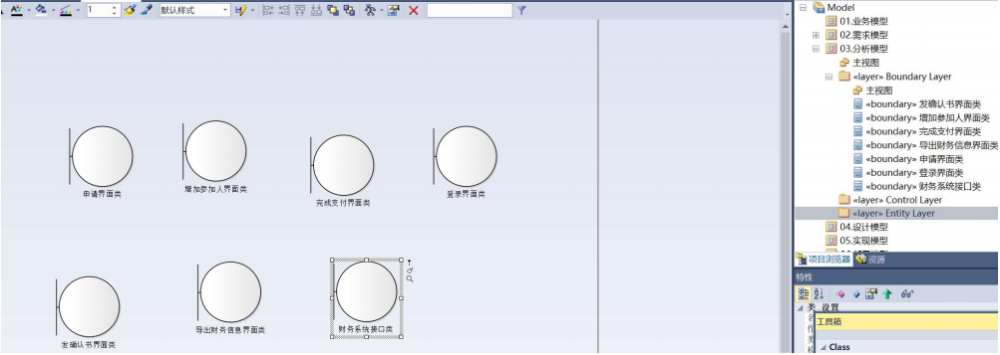 1
默认样式
申请界面类
增加参加人界面类
完成支付界面类
登录界面类
发确认书界面类
导出财务信息界面类
财务系统接口类
Model
01.业务模型
02.需求模型
03.分析模型
主视图
«layer» Boundary Layer
主视图
«boundary» 发确认书界面类
«boundary» 增加参加人界面类
«boundary» 完成支付界面类
«boundary» 导出财务信息界面类
«boundary» 申请界面类
«boundary» 登录界面类
«boundary» 财务系统接口类
«layer» Control Layer
«layer» Entity Layer
04.设计模型
05.实现模型
项目浏览器 资源
特性
类 设置
工具箱
Class